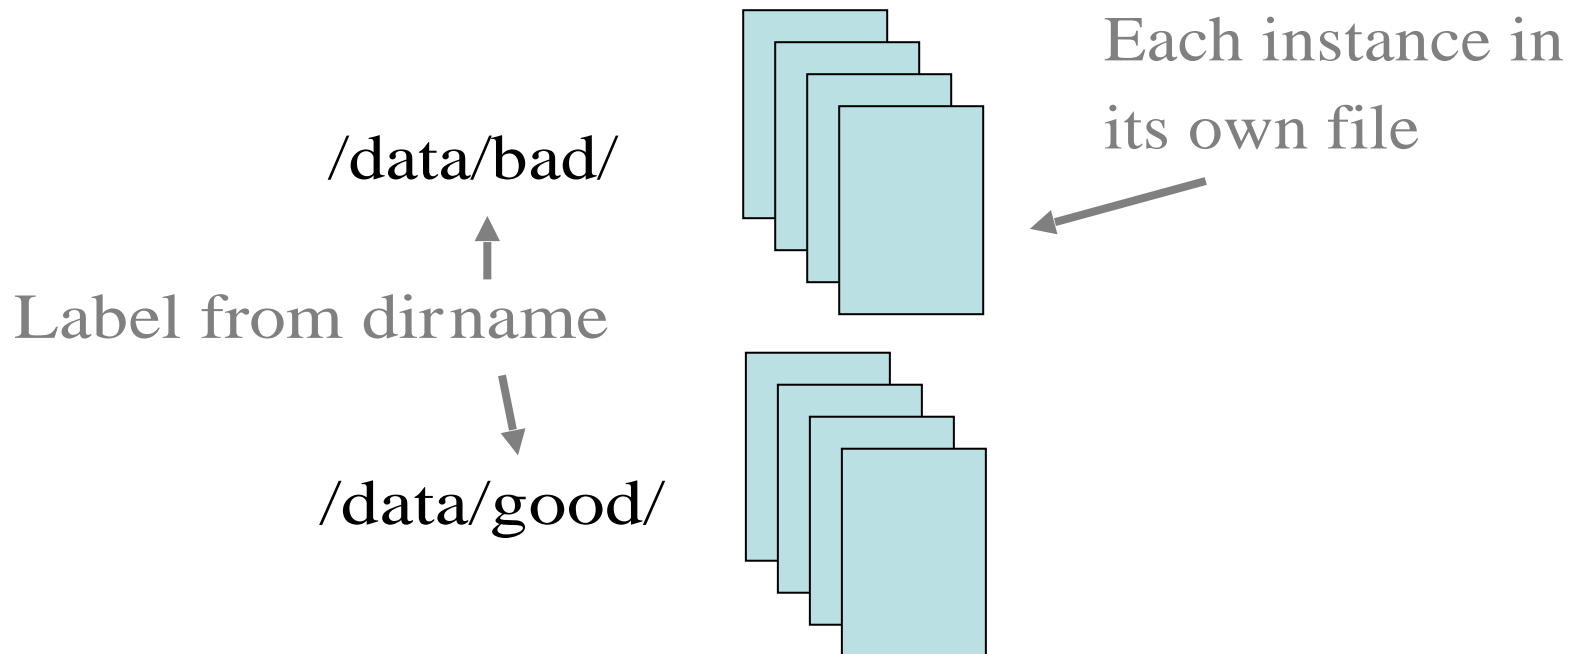 Each instance in
its own file
/data/bad/
Label from dirname
/data/good/